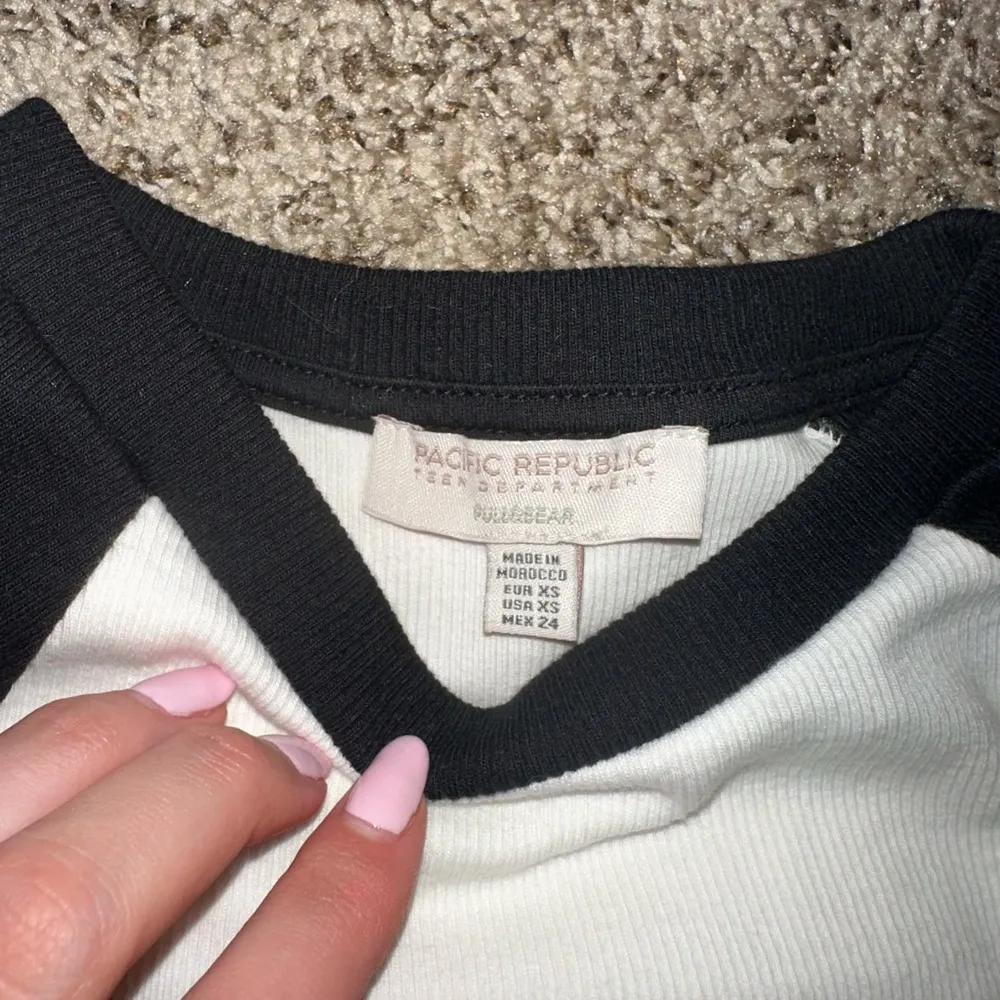 PACIFIC REPUBLIC
TEEN DEPARTMENT
PULL&BEAR
MADE IN
MOROCCO
EUR XS
USA XS
MEX 24